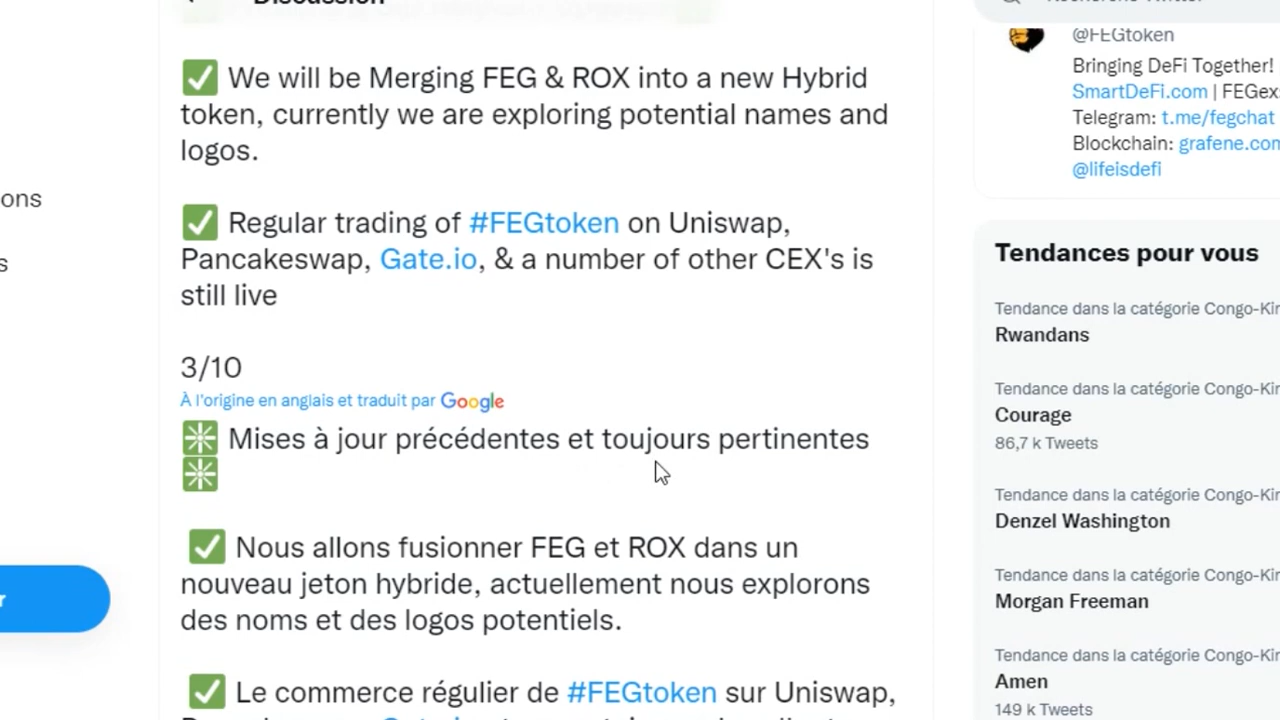 Discussion
We will be Merging FEG & ROX into a new Hybrid
token, currently we are exploring potential names and
logos.
Regular trading of #FEGtoken on Uniswap,
Pancakeswap, Gate.io, & a number of other CEX's is
still live
3/10
À l'origine en anglais et traduit par Google
Mises à jour précédentes et toujours pertinentes
Nous allons fusionner FEG et ROX dans un
nouveau jeton hybride, actuellement nous explorons
des noms et des logos potentiels.
Le commerce régulier de #FEGtoken sur Uniswap,
ons
s
r
@FEGtoken
Bringing DeFi Together!
SmartDeFi.com | FEGex
Telegram: t.me/fegchat
Blockchain: grafene.com
@lifeisdefi
Tendances pour vous
Tendance dans la catégorie Congo-Kin
Rwandans
Tendance dans la catégorie Congo-Kin
Courage
86,7 k Tweets
Tendance dans la catégorie Congo-Kin
Denzel Washington
Tendance dans la catégorie Congo-Kin
Morgan Freeman
Tendance dans la catégorie Congo-Kin
Amen
149 k Tweets